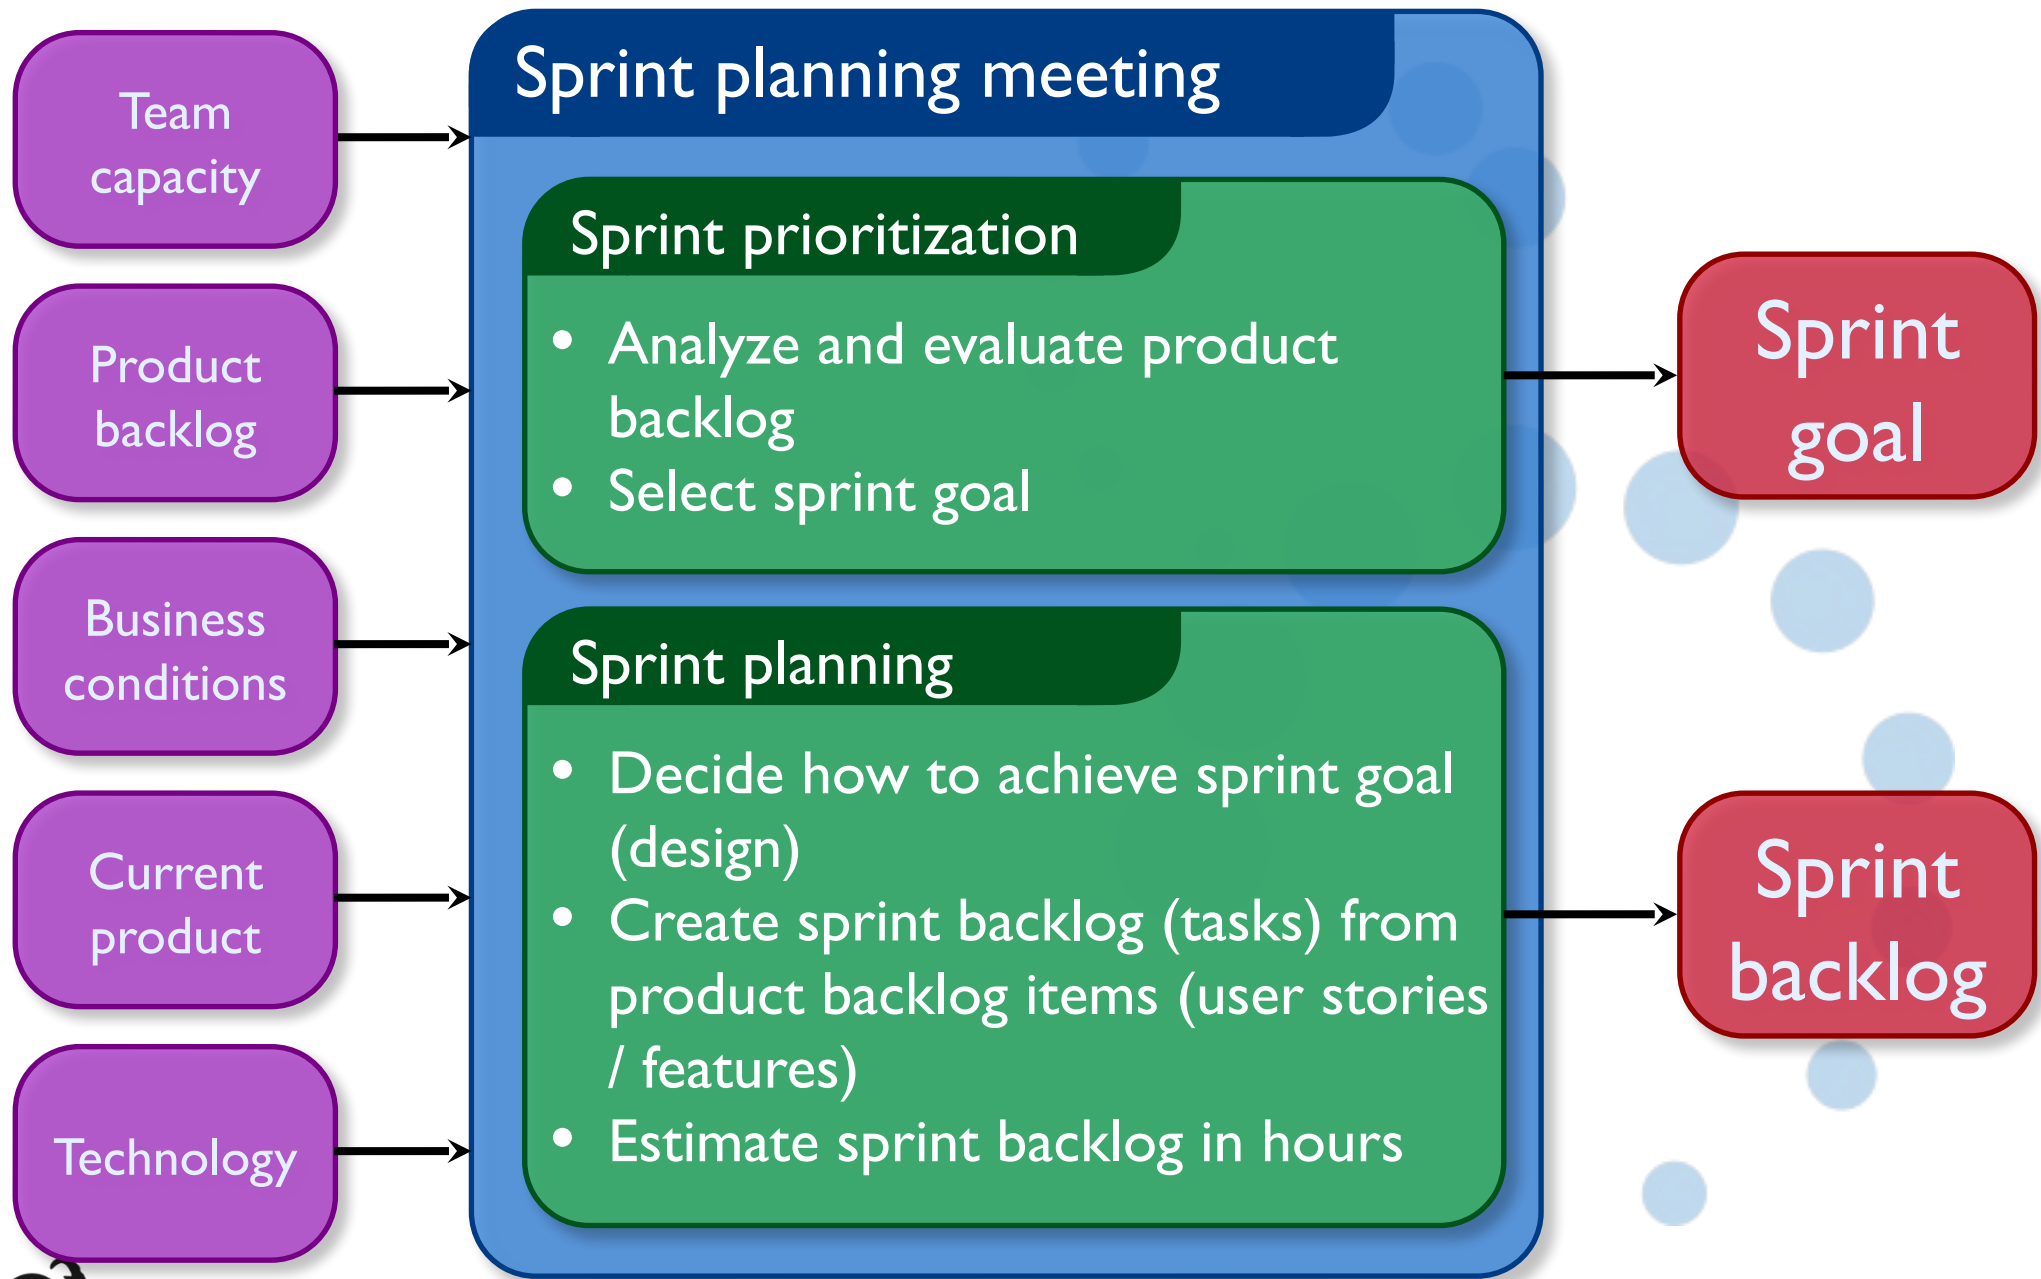 Team
capacity
Product
backlog
Business
conditions
Current
product
Technology
Sprint planning meeting
Sprint prioritization
• Analyze and evaluate product
backlog
• Select sprint goal
Sprint planning
• Decide how to achieve sprint goal
(design)
• Create sprint backlog (tasks) from
product backlog items (user stories
/ features)
• Estimate sprint backlog in hours
Sprint
goal
Sprint
backlog